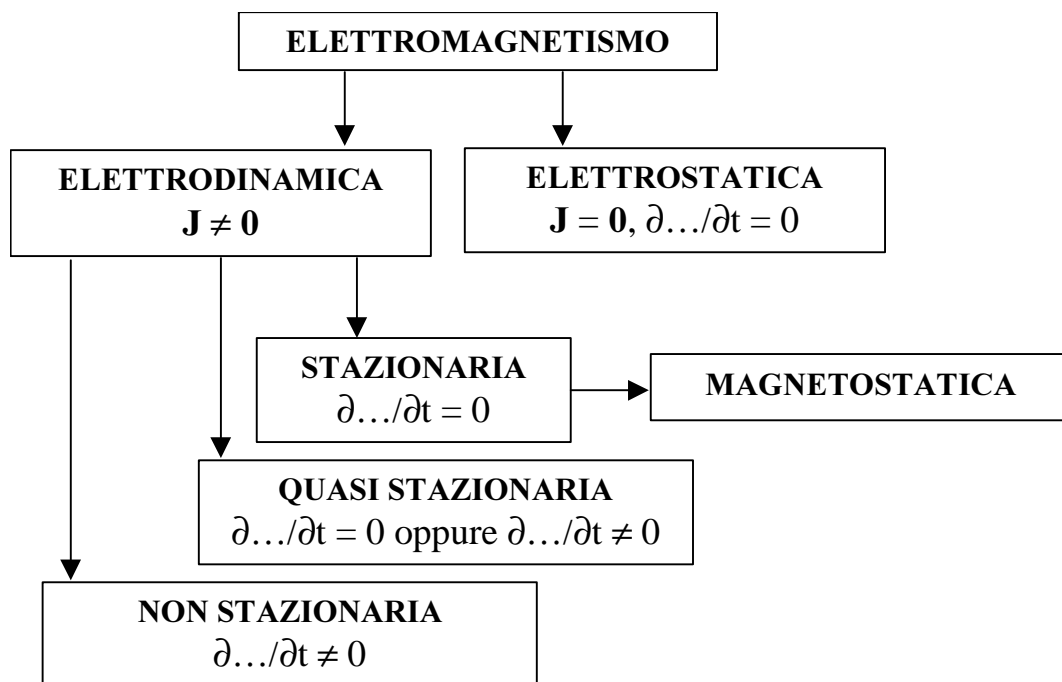 ELETTROMAGNETISMO
ELETTRODINAMICA
J ≠ 0
ELETTROSTATICA
J = 0, ∂…/∂t = 0
STAZIONARIA
∂…/∂t = 0
MAGNETOSTATICA
QUASI STAZIONARIA
∂…/∂t = 0 oppure ∂…/∂t ≠ 0
NON STAZIONARIA
∂…/∂t ≠ 0